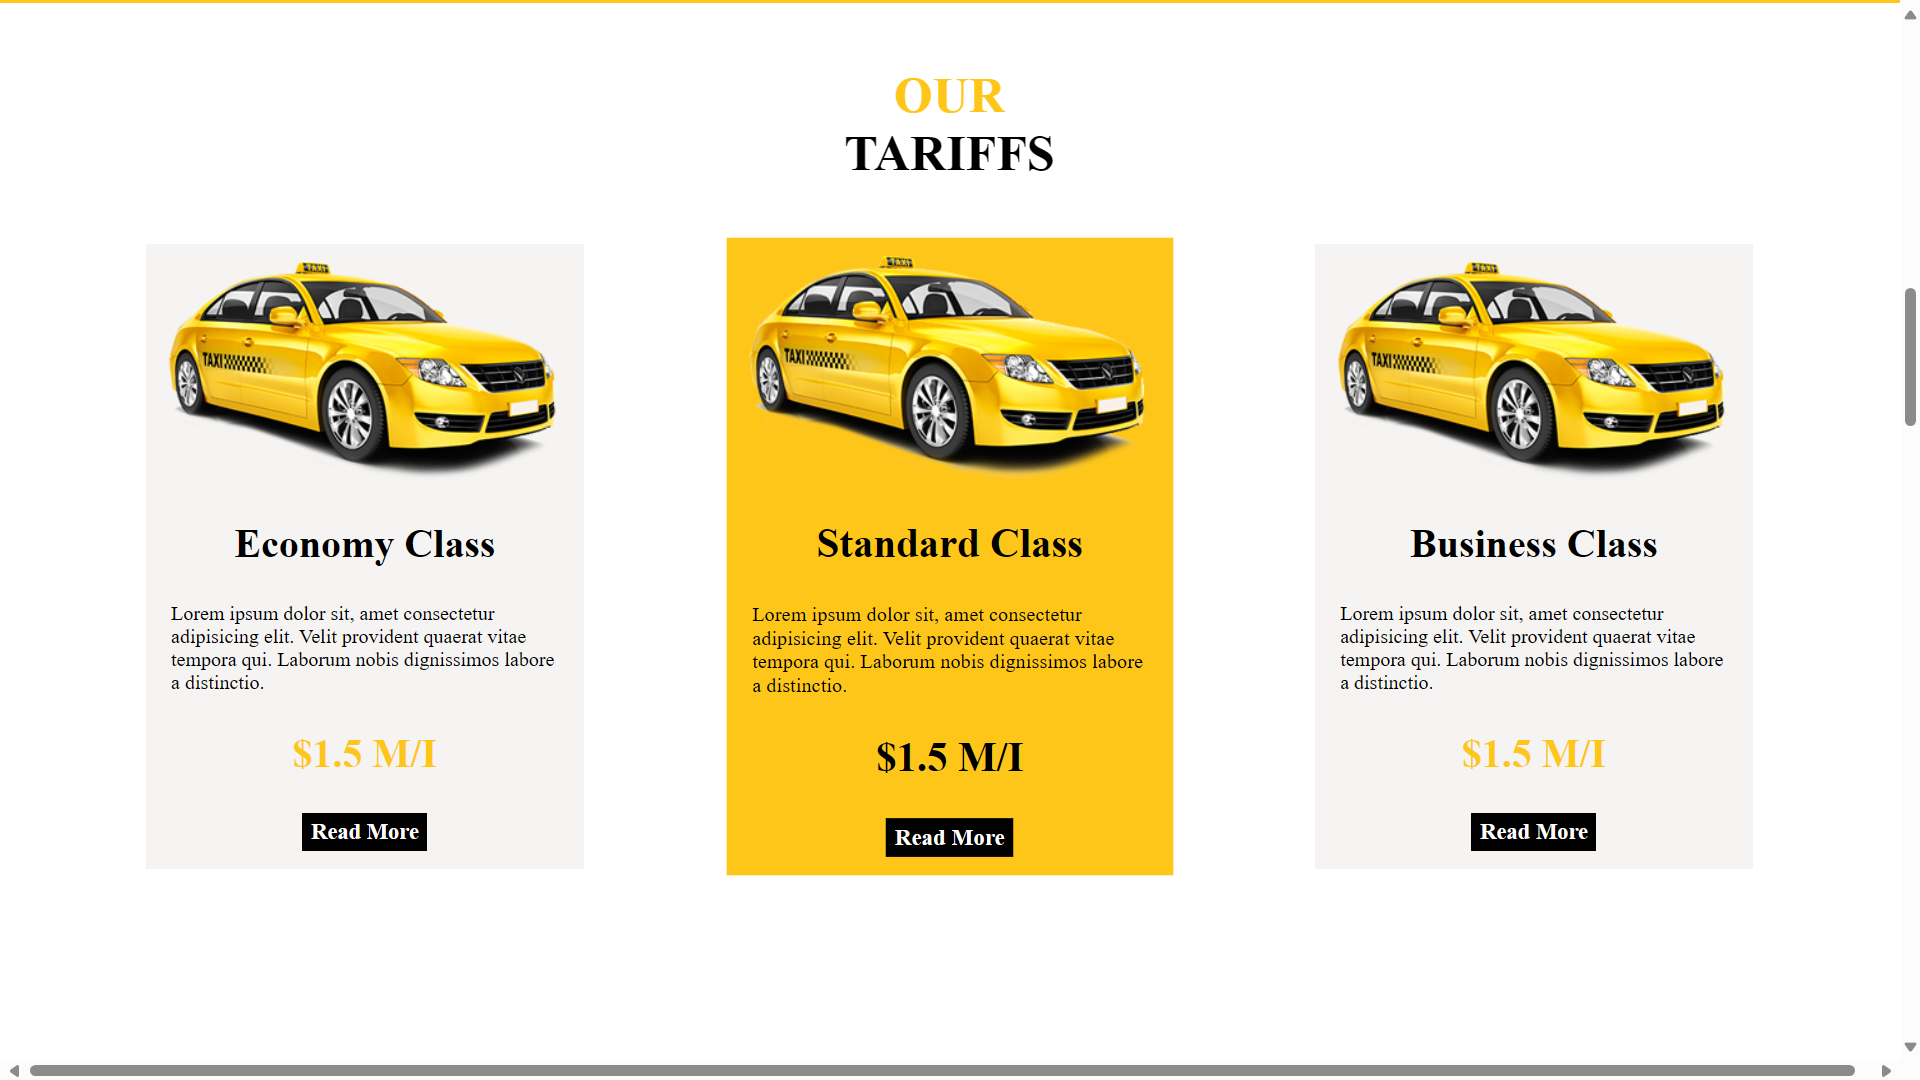 OUR
TARIFFS
TAXI
TAXI
Economy Class
Lorem ipsum dolor sit, amet consectetur
adipisicing elit. Velit provident quaerat vitae
tempora qui. Laborum nobis dignissimos labore
a distinctio.
$1.5 M/I
Read More
TAXI
TAXI
Standard Class
Lorem ipsum dolor sit, amet consectetur
adipisicing elit. Velit provident quaerat vitae
tempora qui. Laborum nobis dignissimos labore
a distinctio.
$1.5 M/I
Read More
TAXI
TAXI
Business Class
Lorem ipsum dolor sit, amet consectetur
adipisicing elit. Velit provident quaerat vitae
tempora qui. Laborum nobis dignissimos labore
a distinctio.
$1.5 M/I
Read More